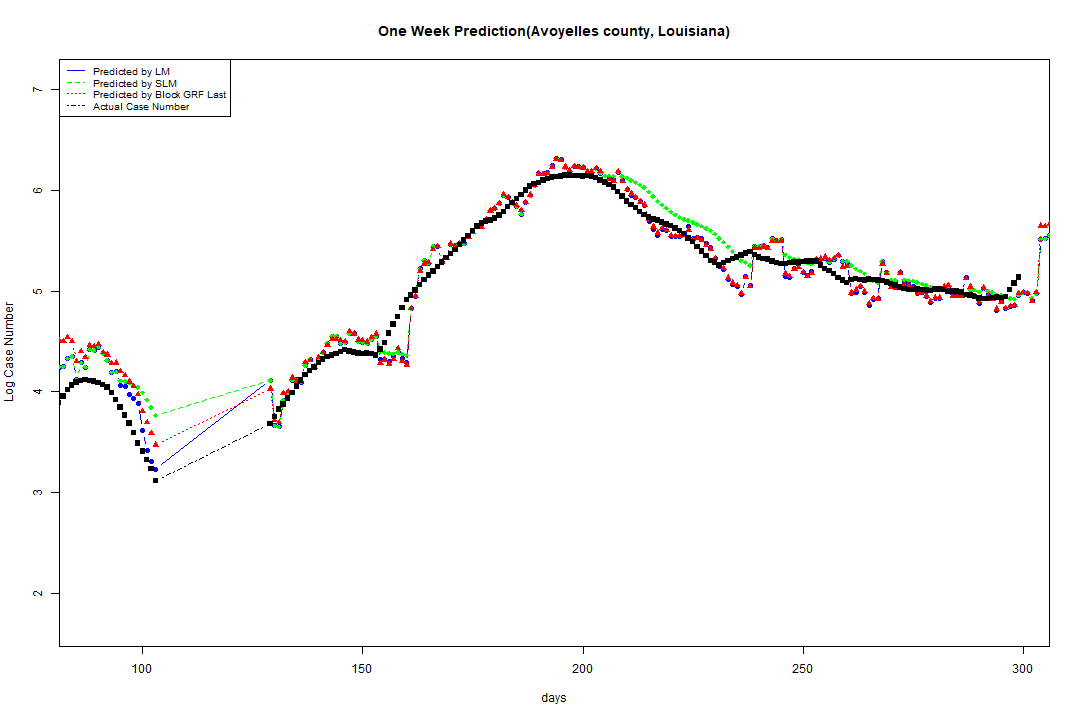 One Week Prediction(Avoyelles county, Louisiana)
Predicted by LM
Predicted by SLM
Predicted by Block GRF Last
Actual Case Number
7
6
5
4
3
2
Log Case Number
100 150 200 250 300
days